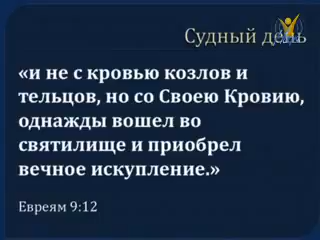 Судный день
«и не с кровью козлов и
тельцов, но со Своею Кровию,
однажды вошел во
святилище и приобрел
вечное искупление.»
Евреям 9:12